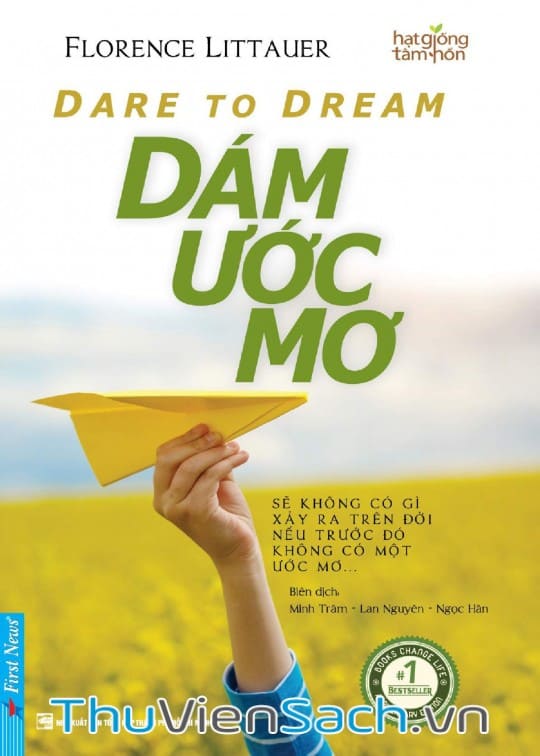 FLORENCE LITTAUER
hạt giống
tâm hồn
DARE TO DREAM
DÁM
ƯỚC
MƠ
SẼ KHÔNG CÓ GÌ
XẢY RA TRÊN ĐỜI
NẾU TRƯỚC ĐÓ
KHÔNG CÓ MỘT
ƯỚC MƠ...
Biên dịch:
Minh Trâm - Lan Nguyên - Ngọc Hân
First News
BOOKS CHANGE LIFE
#1
BESTSELLER
ThuVienSach.vn